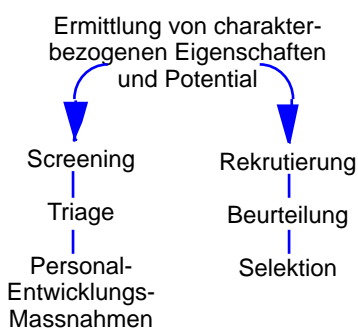 Ermittlung von charakter-
bezogenen Eigenschaften
und Potential
Screening
Triage
Personal-
Entwicklungs-
Massnahmen
Rekrutierung
Beurteilung
Selektion